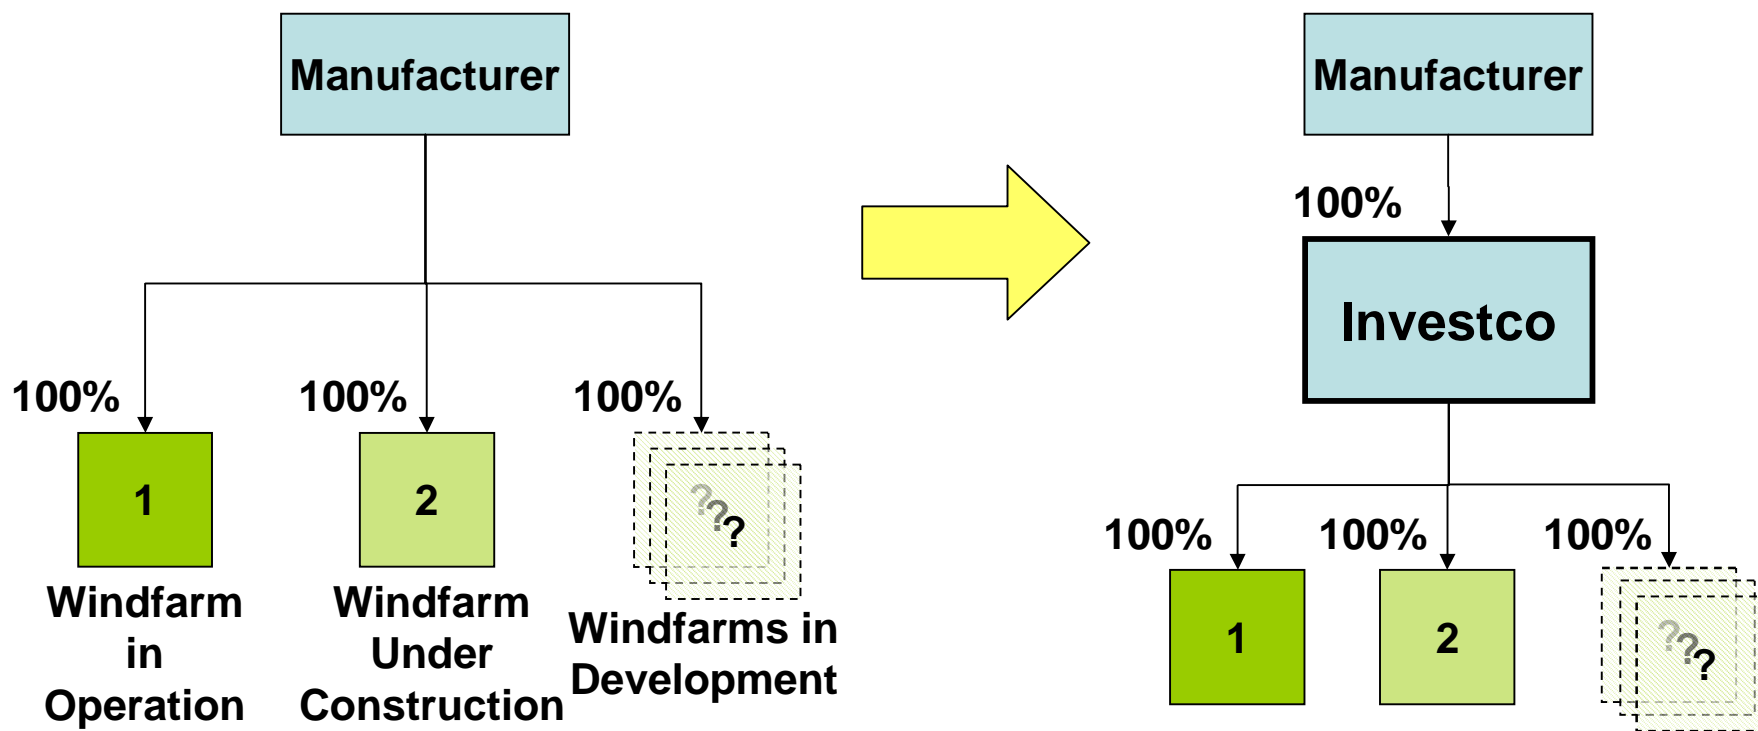 Manufacturer
100%
100%
100%
1
2
?
?
?
Windfarm
in
Operation
Windfarm
Under
Construction
Windfarms in
Development
Manufacturer
100%
Investco
100%
100%
100%
1
2
?
?
?